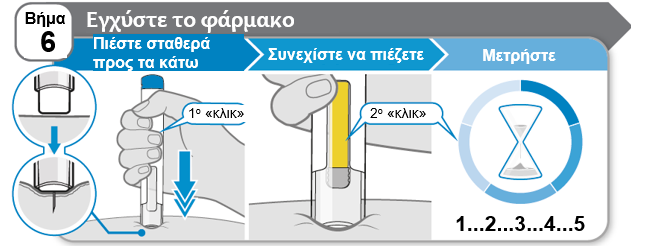 Βήμα
6
Εγχύστε το φάρμακο
Πιέστε σταθερά
προς τα κάτω
Συνεχίστε να πιέζετε
Μετρήστε
1ο «κλικ»
2ο «κλικ»
1...2...3...4...5